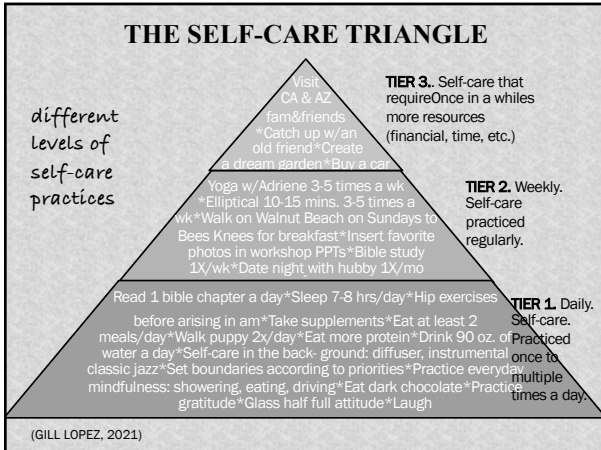 THE SELF-CARE TRIANGLE
different
levels of
self-care
practices
Visit
CA & AZ
fam&friends
*Catch up w/an
old friend*Create
a dream garden*Buy a car
TIER 3.. Self-care that
requireOnce in a whiles
more resources
(financial, time, etc.)
Yoga w/Adriene 3-5 times a wk
*Elliptical 10-15 mins. 3-5 times a
wk*Walk on Walnut Beach on Sundays to
Bees Knees for breakfast*Insert favorite
photos in workshop PPTs*Bible study
1X/wk*Date night with hubby 1X/mo
TIER 2. Weekly.
Self-care
practiced
regularly.
Read 1 bible chapter a day*Sleep 7-8 hrs/day*Hip exercises
before arising in am*Take supplements*Eat at least 2
meals/day*Walk puppy 2x/day*Eat more protein*Drink 90 oz. of
water a day*Self-care in the back- ground: diffuser, instrumental
classic jazz*Set boundaries according to priorities*Practice everyday
mindfulness: showering, eating, driving*Eat dark chocolate*Practice
gratitude*Glass half full attitude*Laugh
TIER 1. Daily.
Self-care.
Practiced
once to
multiple
times a day.
(GILL LOPEZ, 2021)